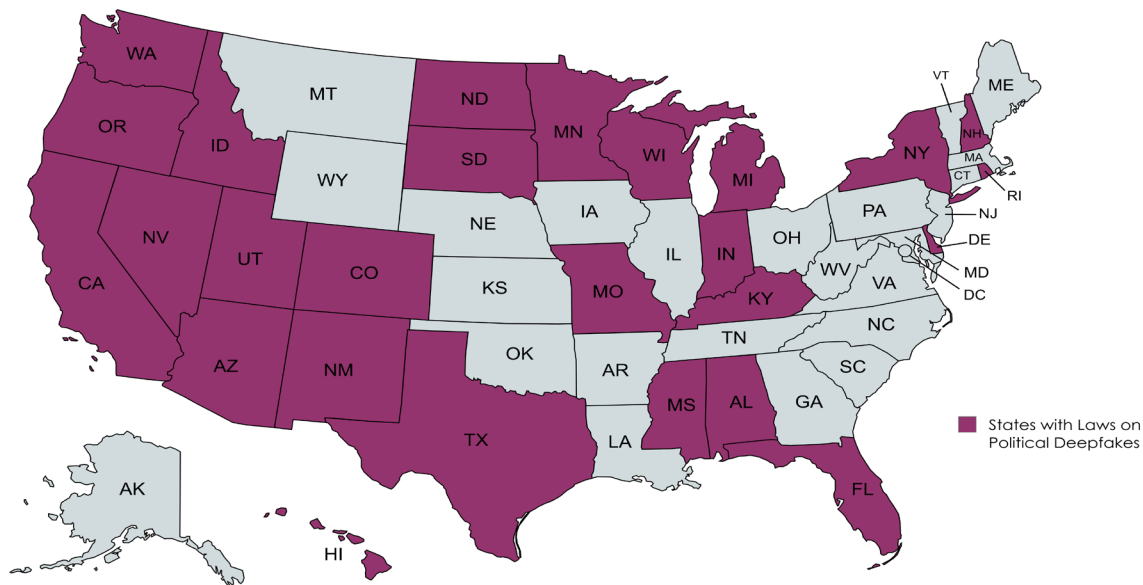 WA
MT
ND
MN
VT
ME
OR
ID
SD
WI
MI
NY
NH
MA
CT
RI
WY
NE
IA
PA
NJ
NV
UT
CO
IL
IN
OH
DE
CA
KS
MO
KY
WV
VA
MD
DC
AZ
NM
OK
AR
TN
NC
SC
TX
LA
MS
AL
GA
States with Laws on
Political Deepfakes
AK
HI
FL